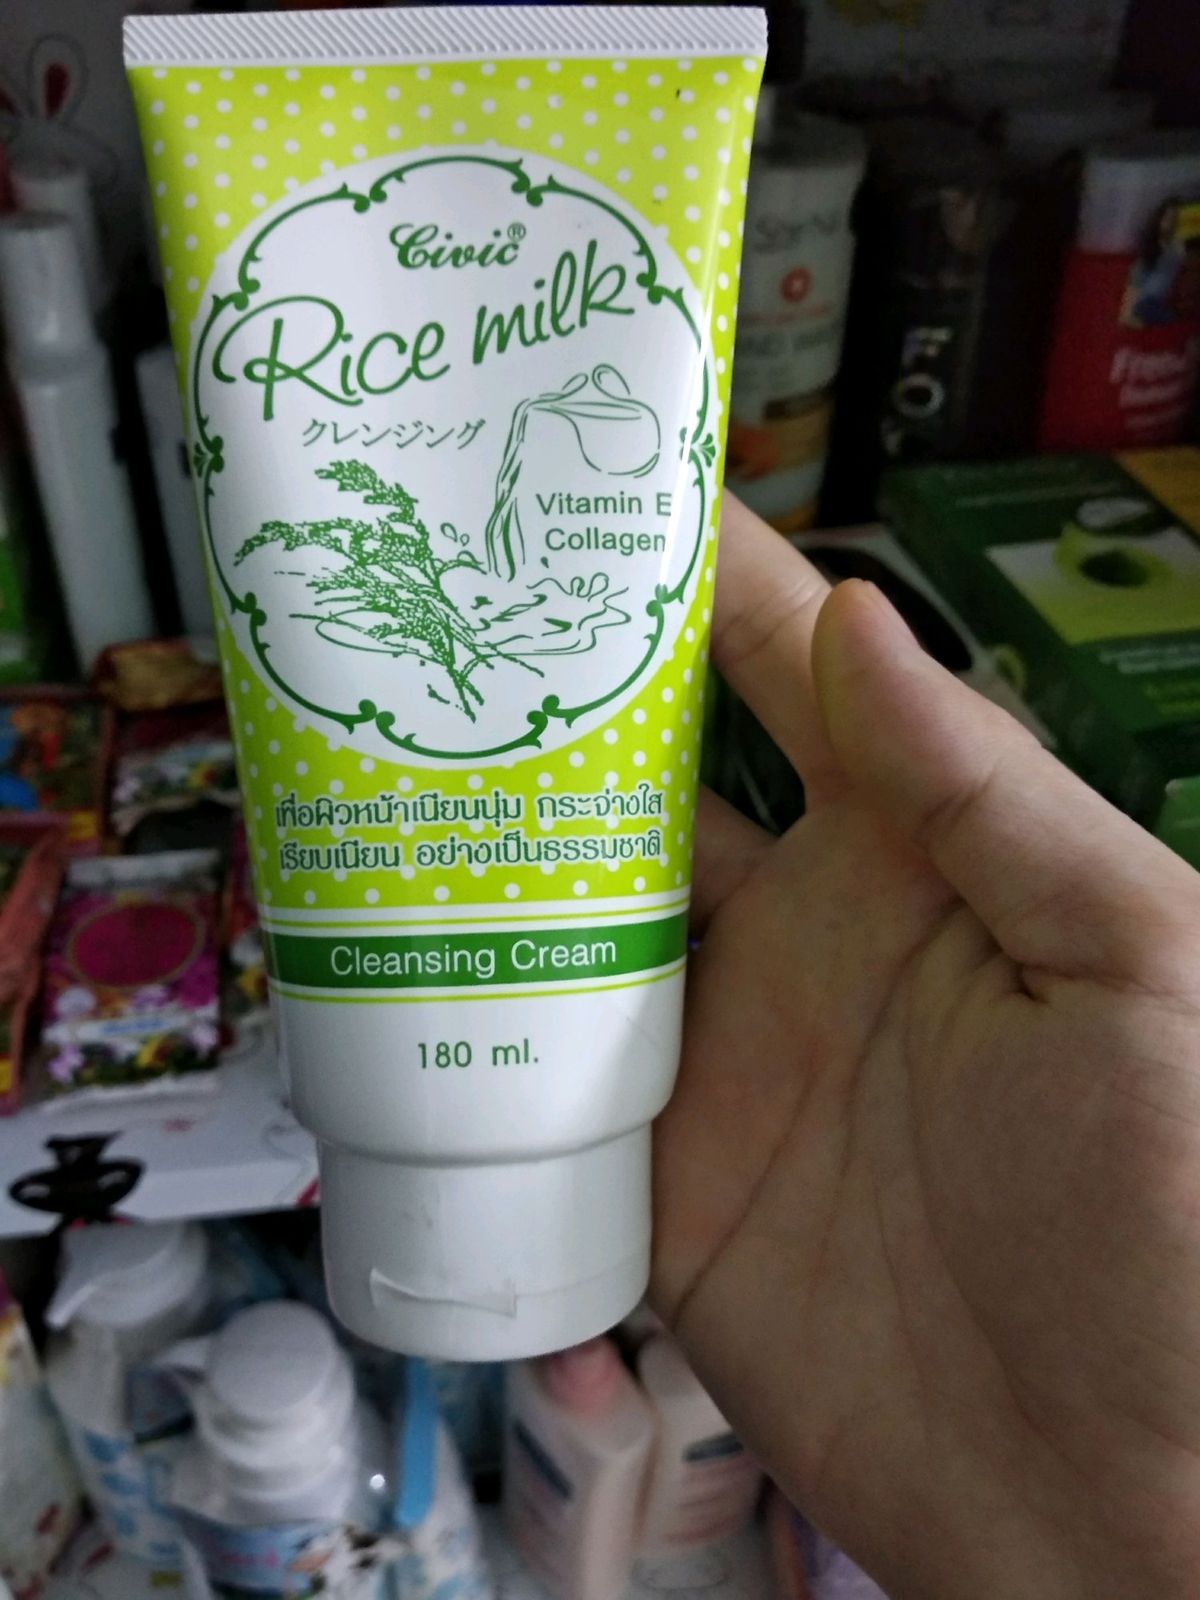 Civic®
Rice milk
クレンジング
Vitamin E
Collagen
เพื่อผิวหน้าเนียนนุ่ม กระจ่างใส
เรียบเนียน อย่างเป็นธรรมชาติ
Cleansing Cream
180 ml.